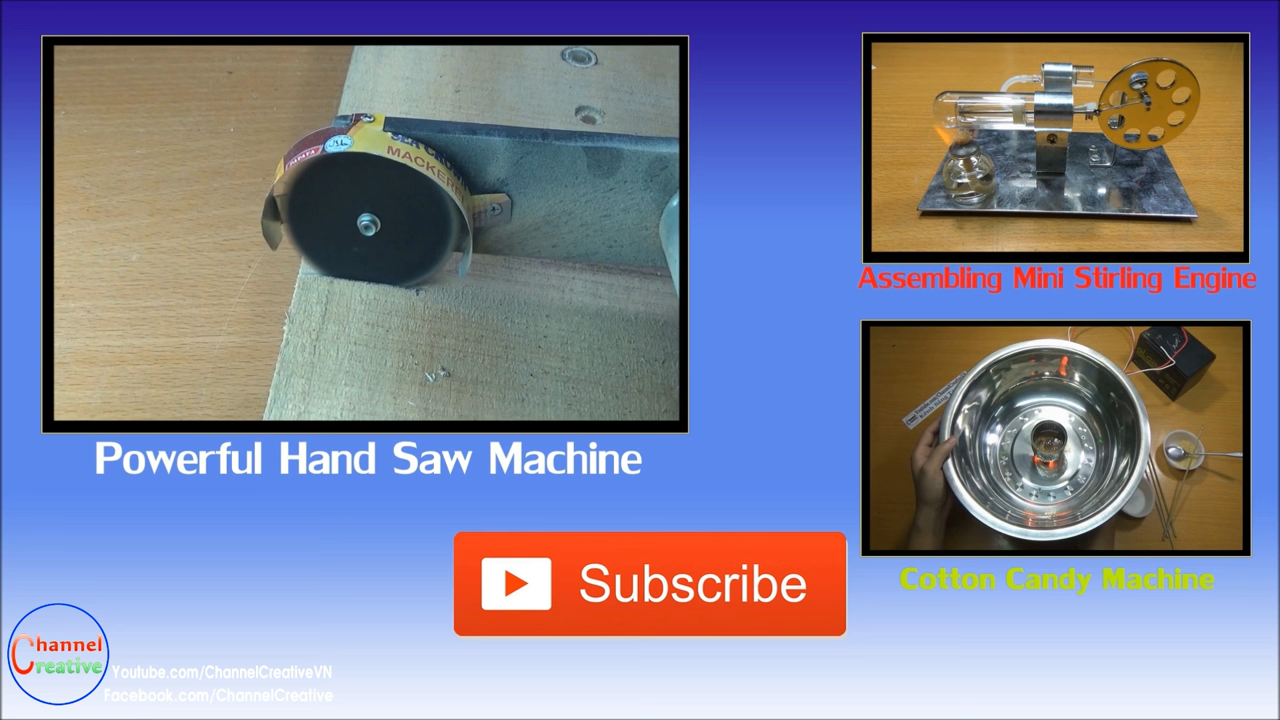 MACKER
Powerful Hand Saw Machine
Assembling Mini Stirling Engine
Cotton Candy Machine
Subscribe
Channel
Creative
Youtube.com/ChannelCreativeVN
Facebook.com/ChannelCreative